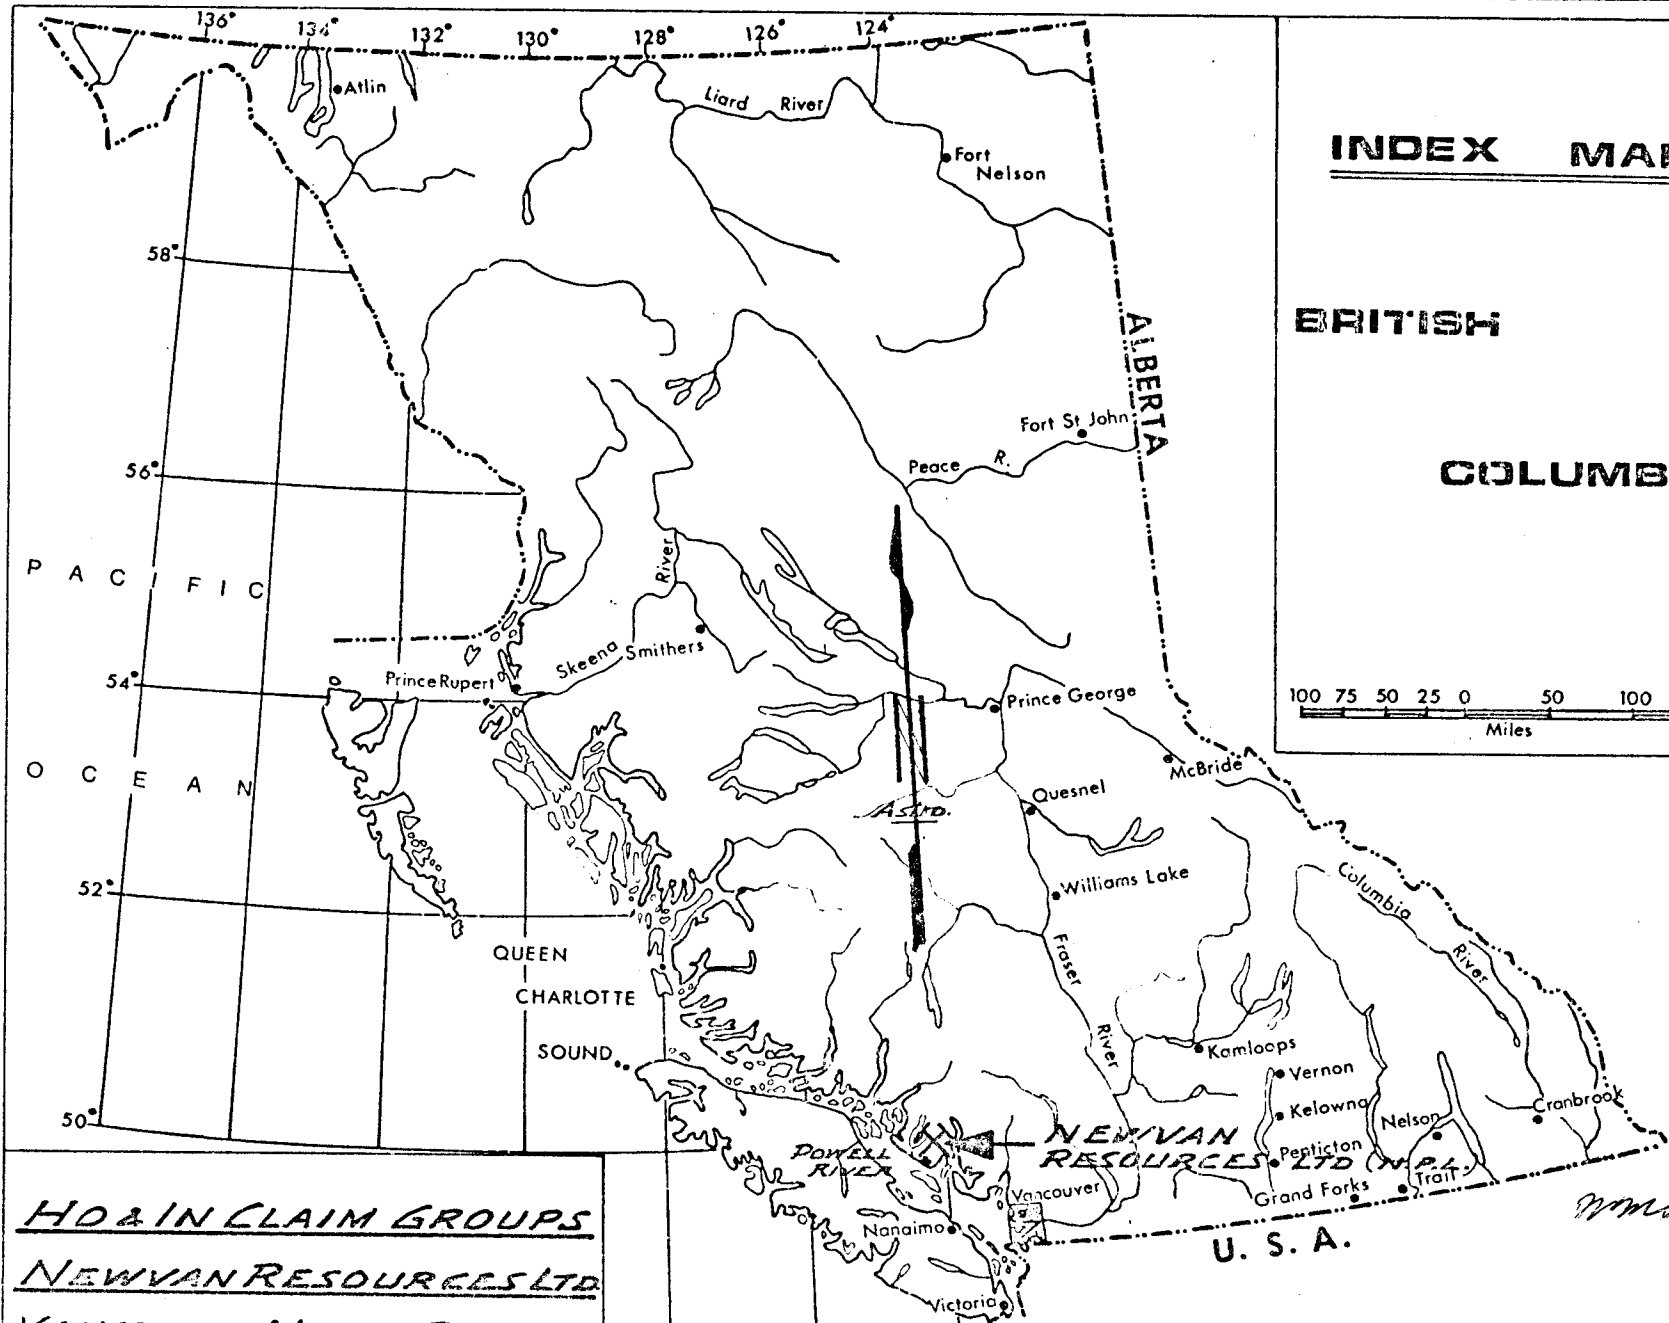 136° 134° 132° 130° 128° 126° 124°
Atlin
Liard River
Fort
Nelson
INDEX
58°
BRITISH
ALBERTA
Fort St John
Peace R.
56°
COLUMB
PACIFIC
River
Skeena
Smithers
Prince Rupert
54°
Prince George
100 75 50 25 0 50 100
Miles
McBride
OCEAN
Quesnel
Astro.
52°
Williams Lake
Columbia
River
QUEEN
CHARLOTTE
SOUND
Fraser
River
Kamloops
Vernon
Kelowna
Nelson
Cranbrook
50°
POWELL
RIVER
NEWVAN
RESOURCES LTD (N.P.L.
Penticton
Vancouver
Grand Forks
Trail
Nanaimo
U. S. A.
Victoria
HO & IN CLAIM GROUPS
NEWVAN RESOURCES LTD